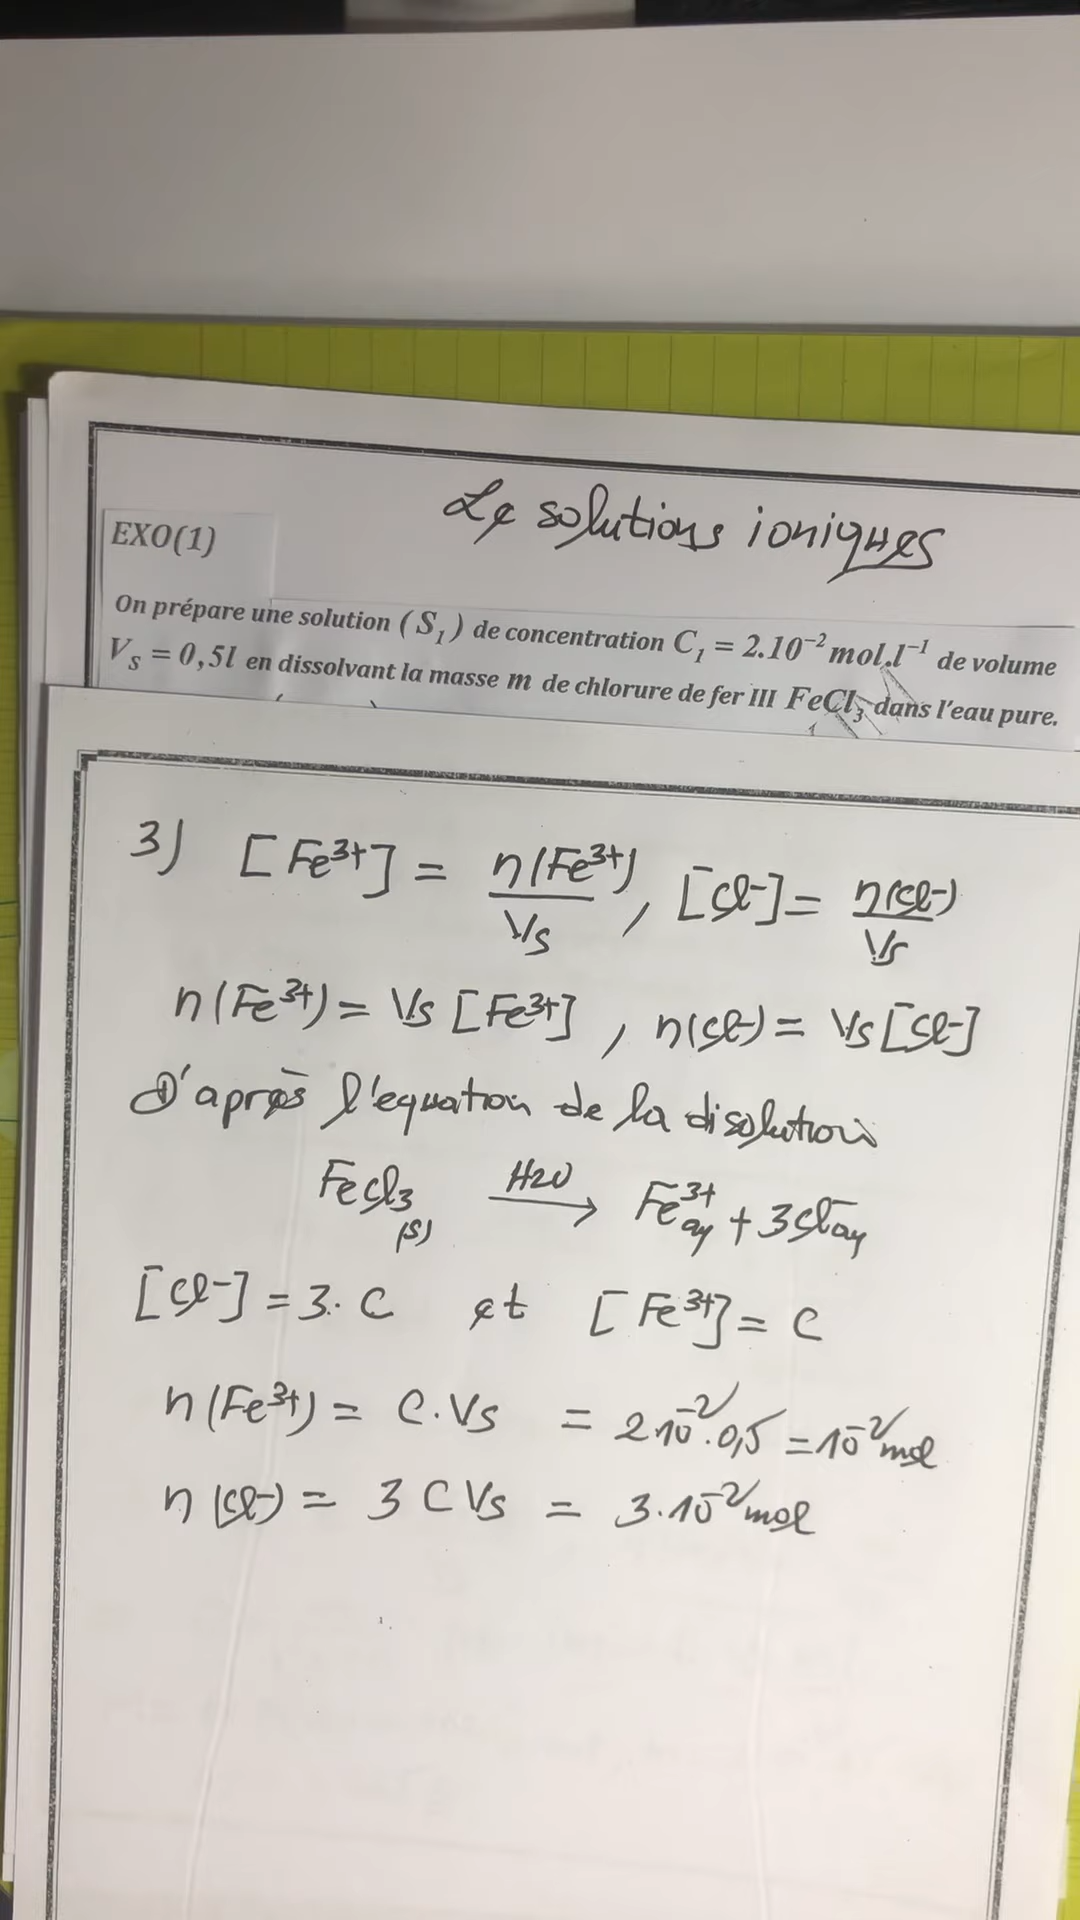 Les solutions ioniques
EXO(1)
On prépare une solution (S₁) de concentration C₁ = 2.10⁻² mol.l⁻¹ de volume
Vₛ = 0,5l en dissolvant la masse m de chlorure de fer III FeCl₃ dans l'eau pure.
3) [Fe³⁺] = n(Fe³⁺)/Vs , [Cl⁻] = n(Cl⁻)/Vs
n(Fe³⁺) = Vs [Fe³⁺] , n(Cl⁻) = Vs [Cl⁻]
D'après l'equation de la disolution
FeCl₃(s) —H2O→ Fe³⁺aq + 3Cl⁻aq
[Cl⁻] = 3. C et [Fe³⁺] = C
n(Fe³⁺) = C.Vs = 2.10⁻².0,5 = 10⁻² mol
n(Cl⁻) = 3 C Vs = 3.10⁻² mol